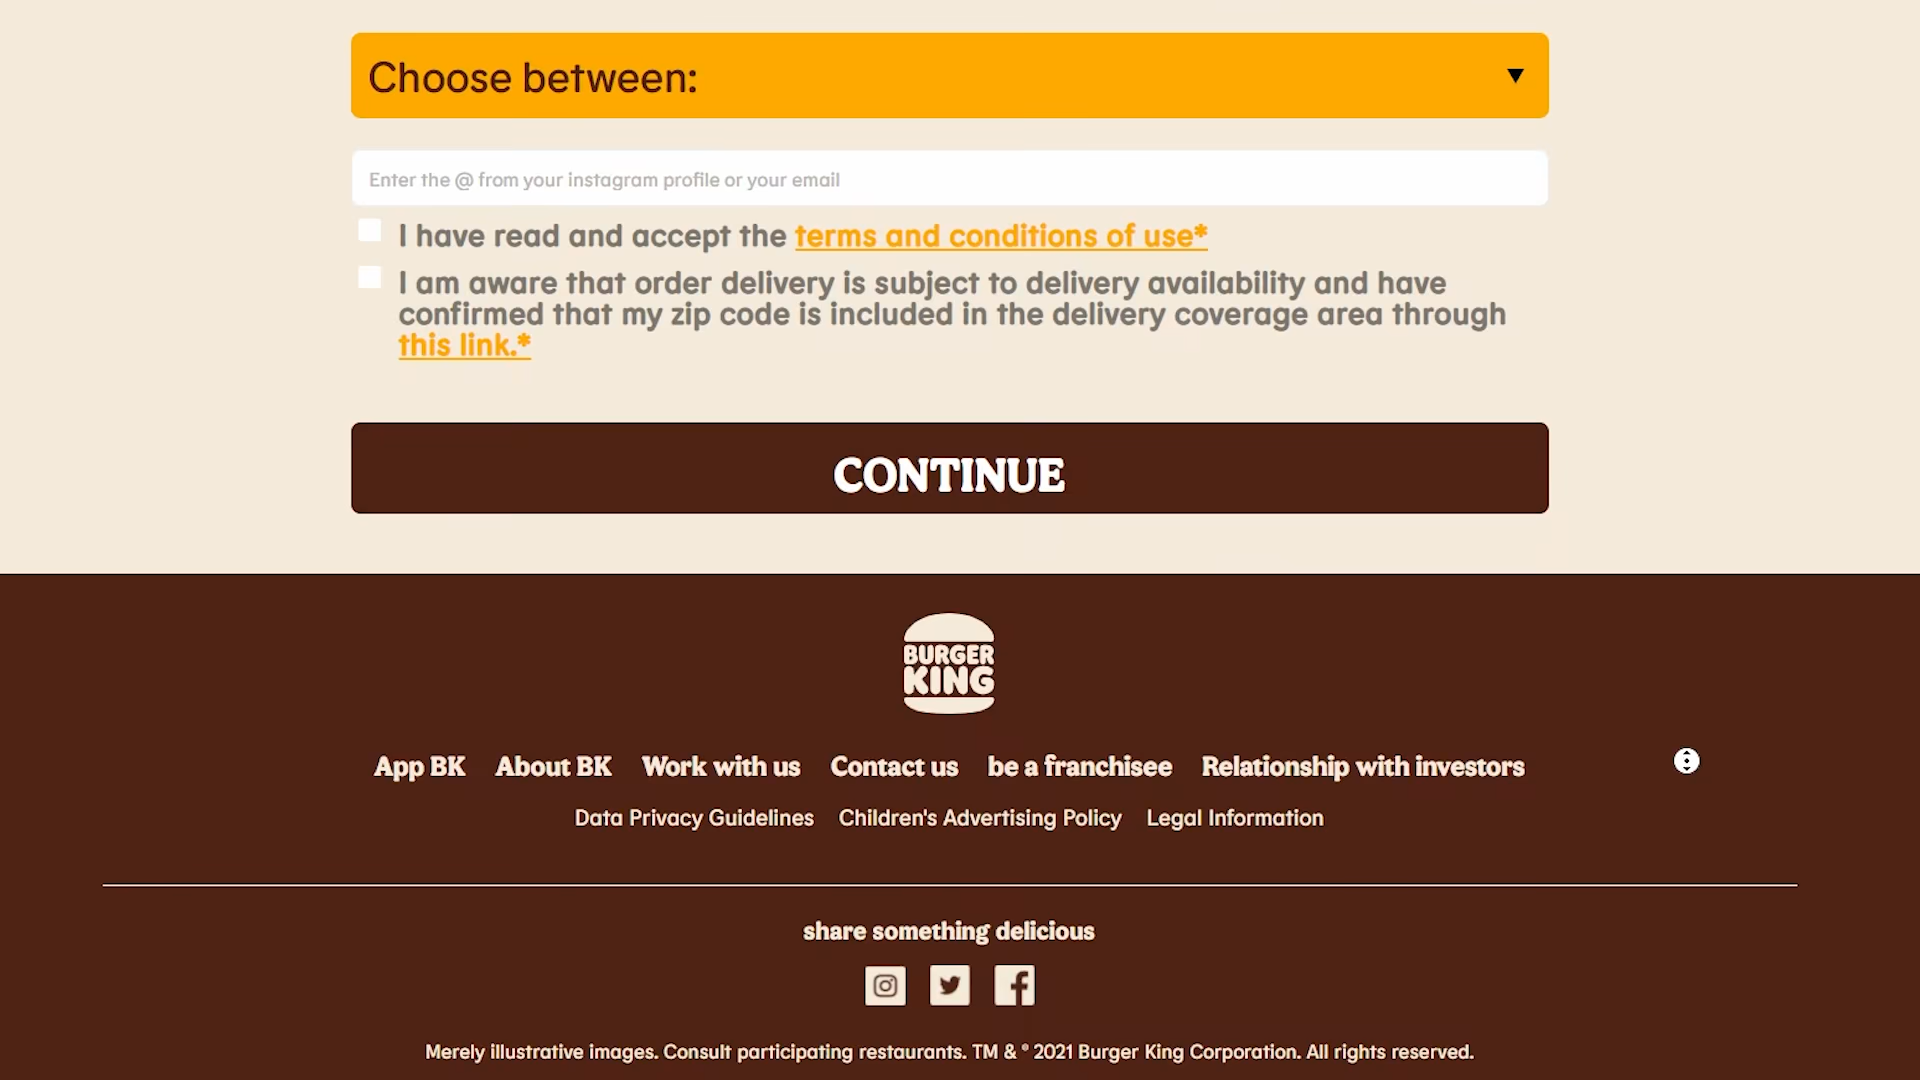 Choose between:
Enter the @ from your instagram profile or your email
I have read and accept the terms and conditions of use*
I am aware that order delivery is subject to delivery availability and have
confirmed that my zip code is included in the delivery coverage area through
this link.*
CONTINUE
BURGER
KING
App BK About BK Work with us Contact us be a franchisee Relationship with investors
Data Privacy Guidelines Children's Advertising Policy Legal Information
share something delicious
Merely illustrative images. Consult participating restaurants. TM & ® 2021 Burger King Corporation. All rights reserved.